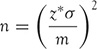 n = (z*σ / m)²